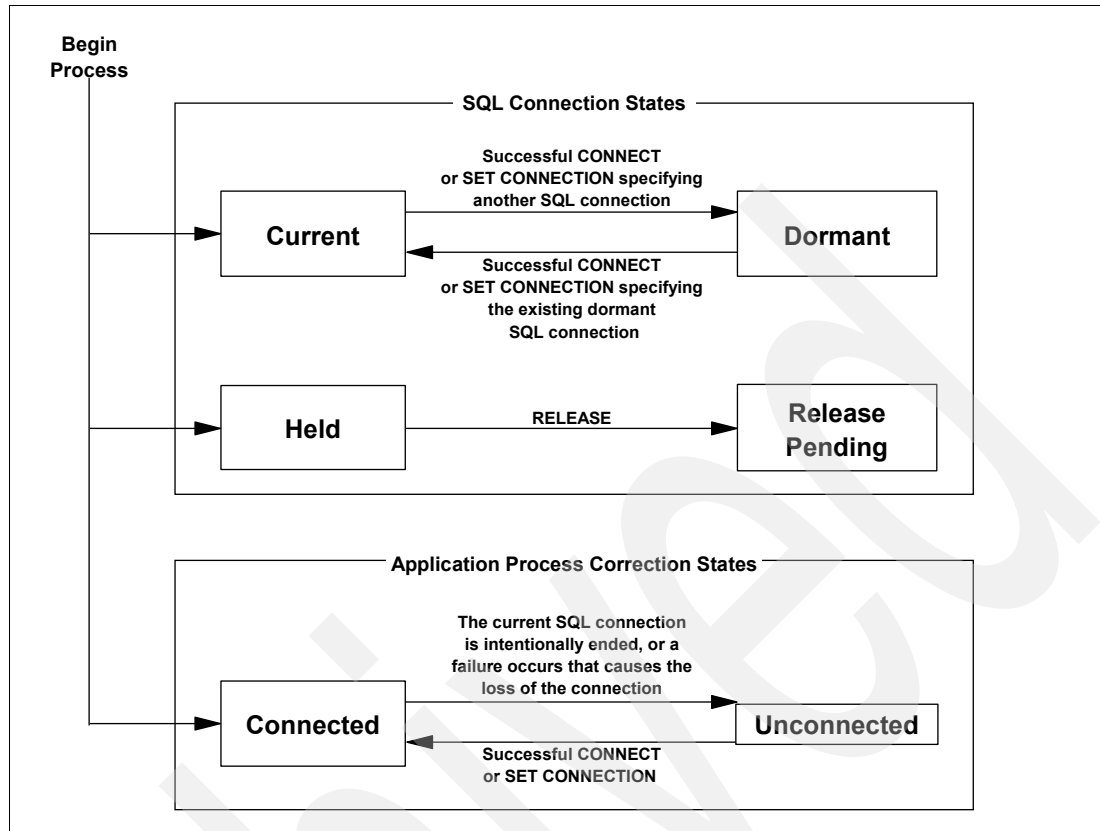 Begin
Process
SQL Connection States
Successful CONNECT
or SET CONNECTION specifying
another SQL connection
Current
Dormant
Successful CONNECT
or SET CONNECTION specifying
the existing dormant
SQL connection
Held
RELEASE
Release
Pending
Application Process Correction States
The current SQL connection
is intentionally ended, or a
failure occurs that causes the
loss of the connection
Connected
Unconnected
Successful CONNECT
or SET CONNECTION
hived